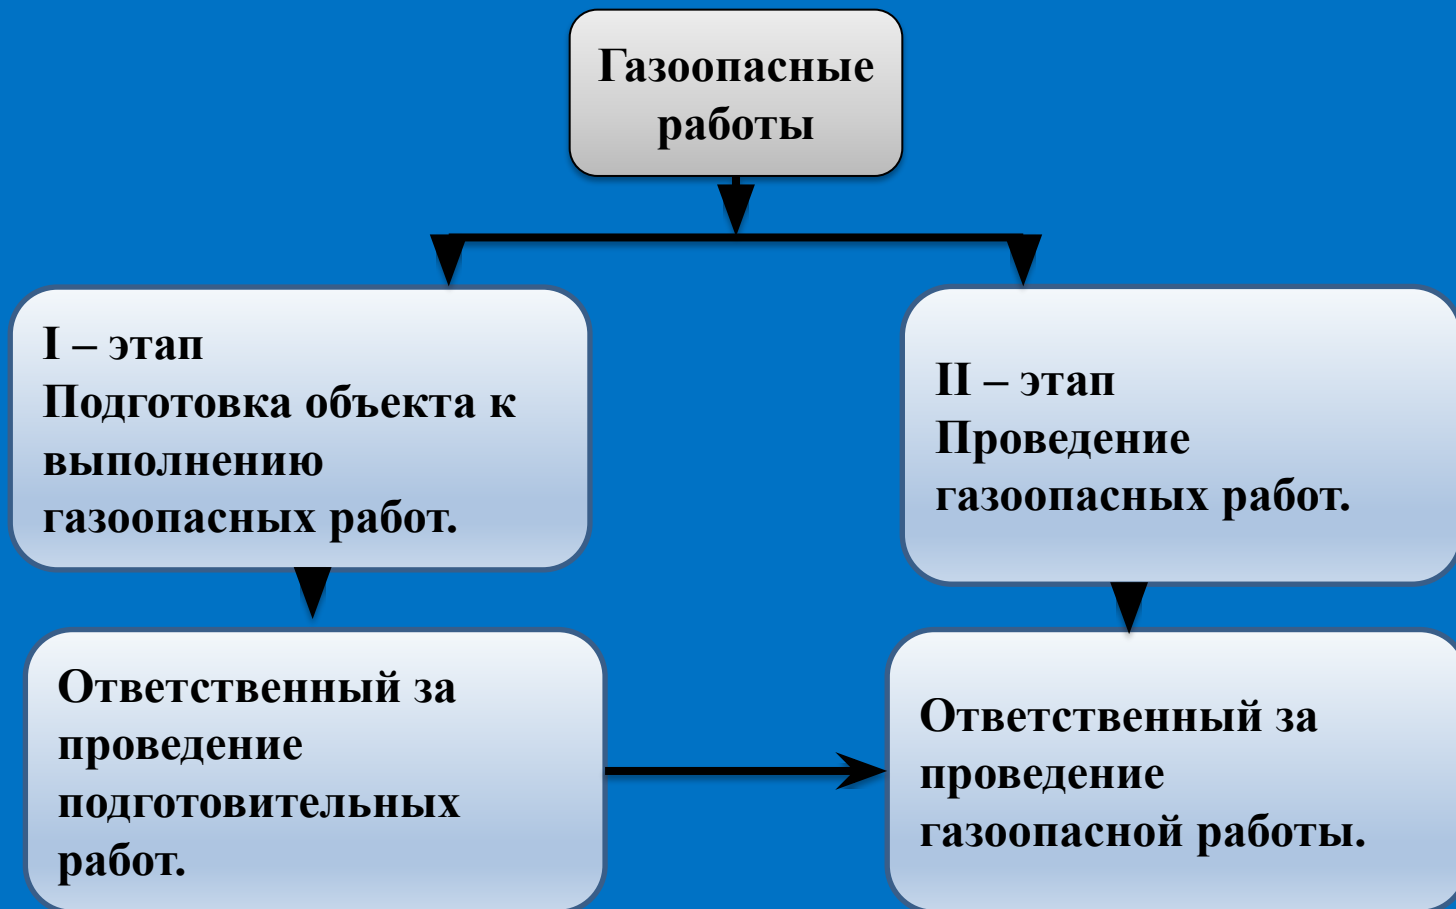 Газоопасные
работы
I – этап
Подготовка объекта к
выполнению
газоопасных работ.
II – этап
Проведение
газоопасных работ.
Ответственный за
проведение
подготовительных
работ.
Ответственный за
проведение
газоопасной работы.